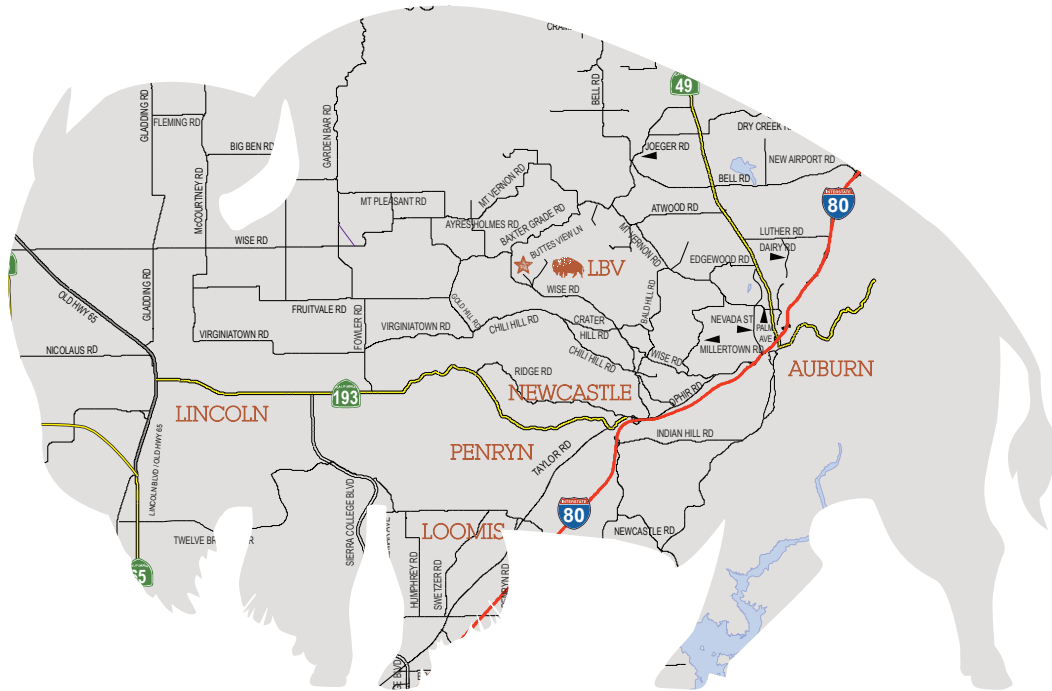 BELL RD
49
GLADDING RD
FLEMING RD
GARDEN BAR RD
DRY CREEK
BIG BEN RD
JOEGER RD
NEW AIRPORT RD
MT VERNON RD
BELL RD
McCOURTNEY RD
MT PLEASANT RD
INTERSTATE
80
ATWOOD RD
AYRES HOLMES RD
BAXTER GRADE RD
MT VERNON RD
LUTHER RD
WISE RD
BUTTES VIEW LN
DAIRY RD
EDGEWOOD RD
LBV
OLD HWY 65
GLADDING RD
WISE RD
GOLD HILL RD
BALD HILL RD
FRUITVALE RD
FOWLER RD
VIRGINIATOWN RD
VIRGINIATOWN RD
CHILI HILL RD
CRATER
HILL RD
NEVADA ST
PALM
AVE
NICOLAUS RD
CHILI HILL RD
WISE RD
MILLERTOWN RD
RIDGE RD
AUBURN
193
NEWCASTLE
OPHIR RD
LINCOLN
INDIAN HILL RD
PENRYN
TAYLOR RD
LINCOLN BLVD / OLD HWY 65
SIERRA COLLEGE BLVD
INTERSTATE
80
LOOMIS
NEWCASTLE RD
HUMPHREY RD
SWETZER RD
65